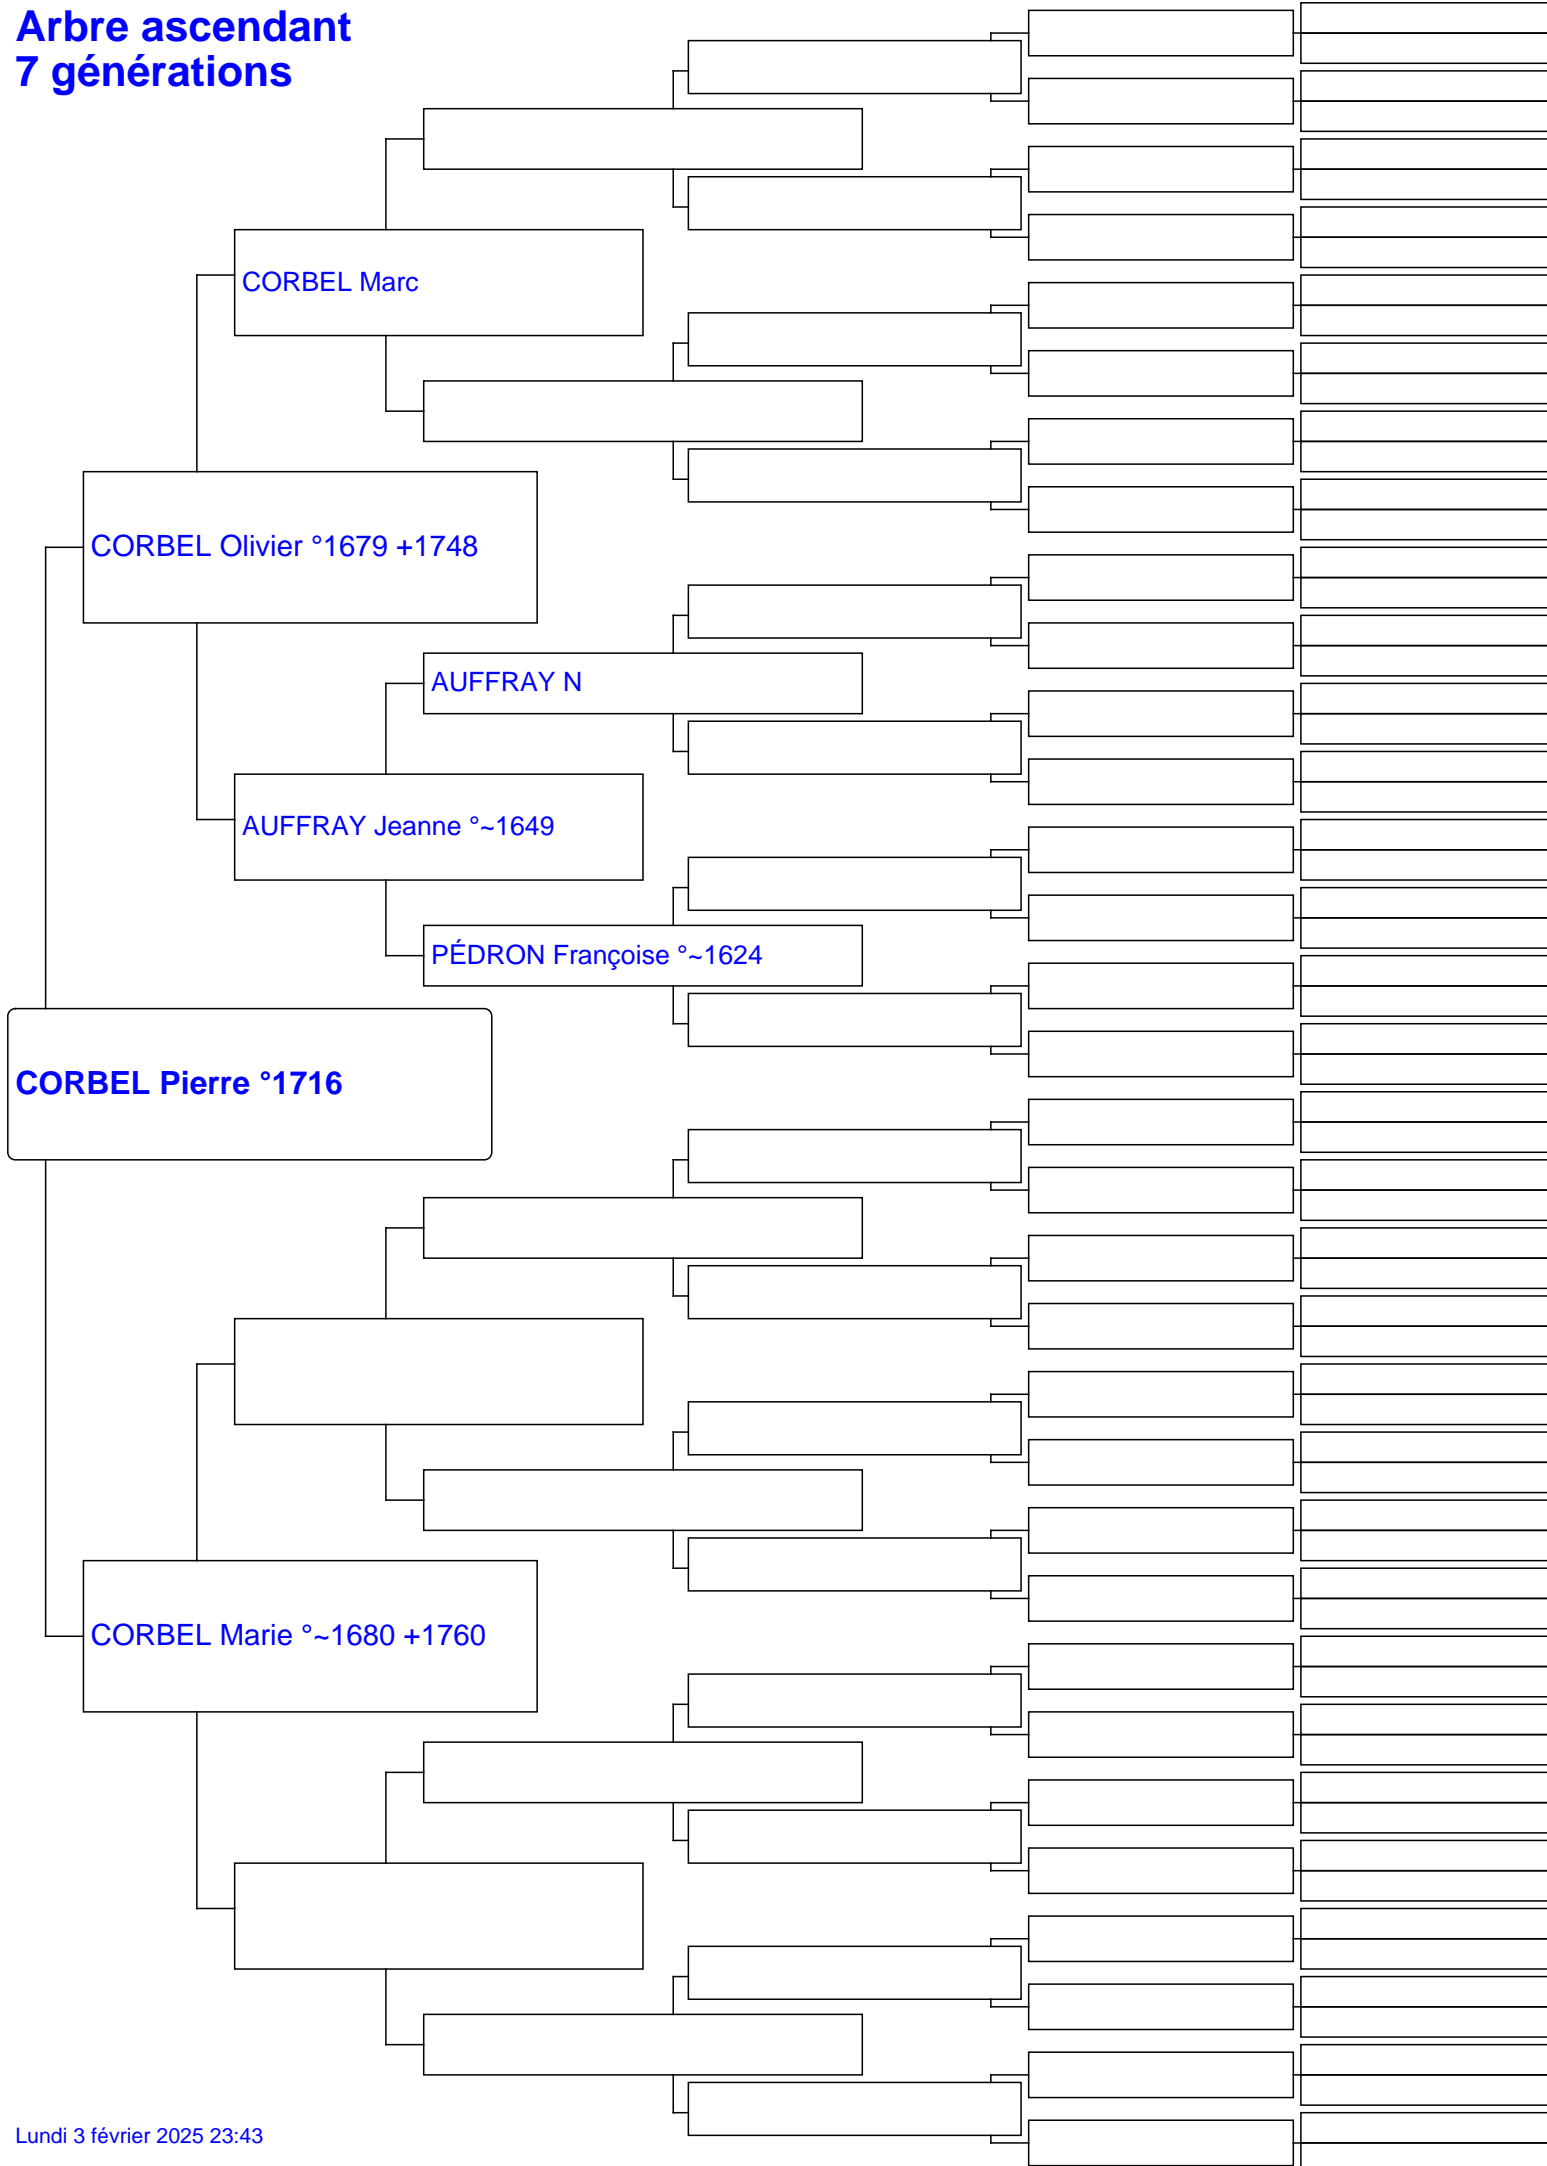 Arbre ascendant
7 générations
CORBEL Marc
CORBEL Olivier °1679 +1748
AUFFRAY N
AUFFRAY Jeanne °~1649
PÉDRON Françoise °~1624
CORBEL Pierre °1716
CORBEL Marie °~1680 +1760
Lundi 3 février 2025 23:43